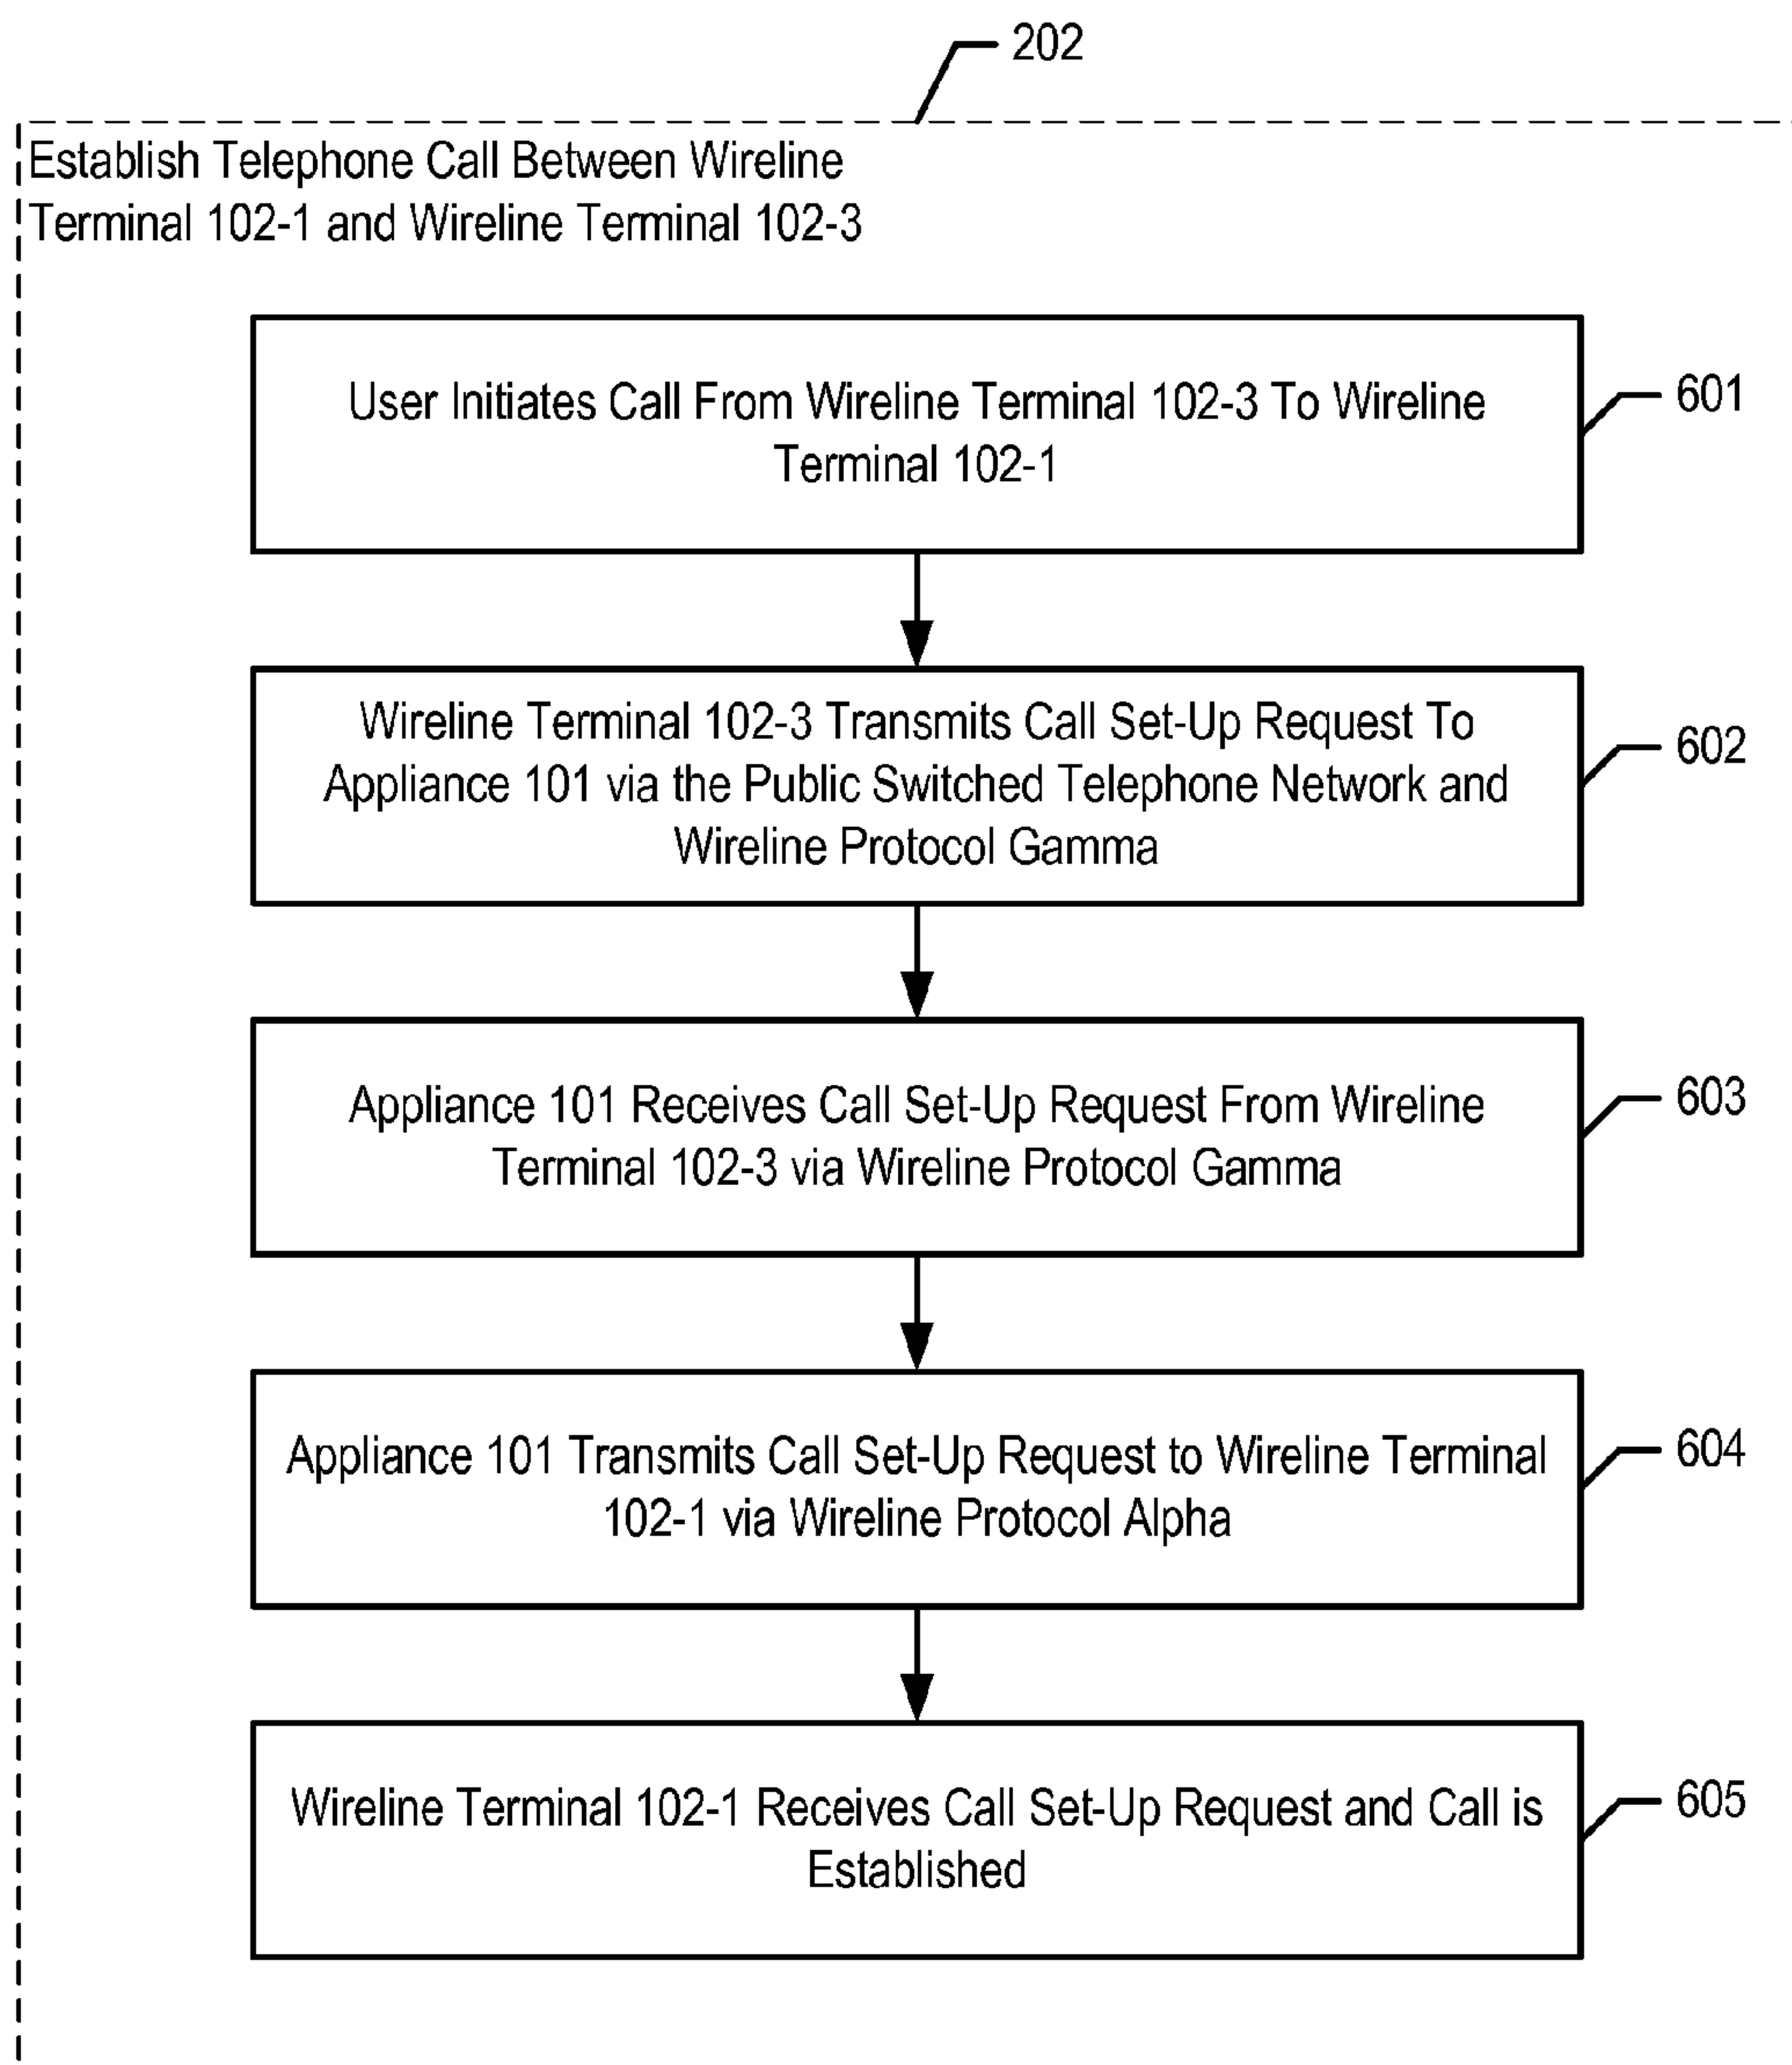 202
Establish Telephone Call Between Wireline
Terminal 102-1 and Wireline Terminal 102-3
User Initiates Call From Wireline Terminal 102-3 To Wireline
Terminal 102-1
601
Wireline Terminal 102-3 Transmits Call Set-Up Request To
Appliance 101 via the Public Switched Telephone Network and
Wireline Protocol Gamma
602
Appliance 101 Receives Call Set-Up Request From Wireline
Terminal 102-3 via Wireline Protocol Gamma
603
Appliance 101 Transmits Call Set-Up Request to Wireline Terminal
102-1 via Wireline Protocol Alpha
604
Wireline Terminal 102-1 Receives Call Set-Up Request and Call is
Established
605